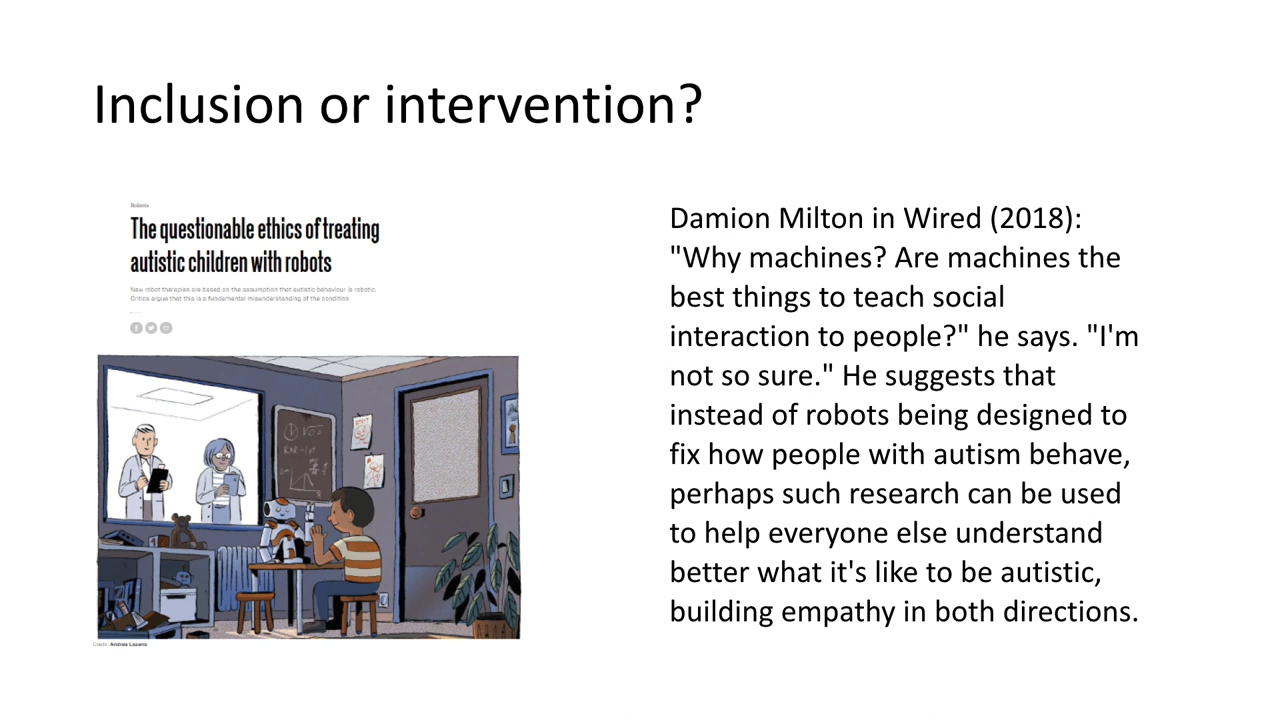 Inclusion or intervention?
Robots
The questionable ethics of treating
autistic children with robots
New robot therapies are based on the assumption that autistic behaviour is robotic.
Critics argue that this is a fundamental misunderstanding of the condition
Credit: Andrea Lozano
Damion Milton in Wired (2018):
"Why machines? Are machines the
best things to teach social
interaction to people?" he says. "I'm
not so sure." He suggests that
instead of robots being designed to
fix how people with autism behave,
perhaps such research can be used
to help everyone else understand
better what it's like to be autistic,
building empathy in both directions.